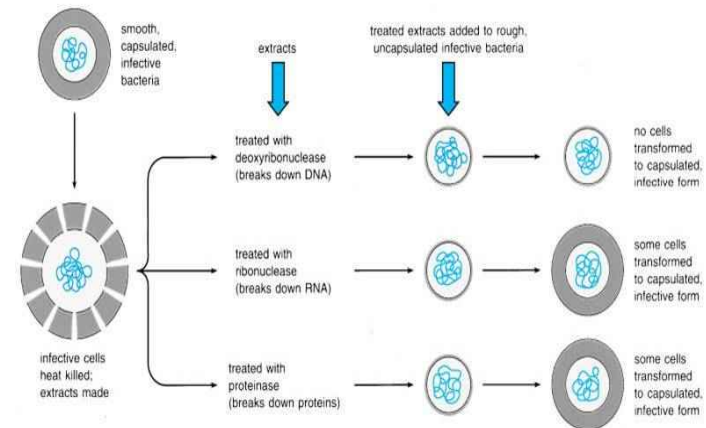 smooth,
capsulated,
infective
bacteria
extracts
treated extracts added to rough,
uncapsulated infective bacteria
treated with
deoxyribonuclease
(breaks down DNA)
no cells
transformed
to capsulated,
infective form
treated with
ribonuclease
(breaks down RNA)
some cells
transformed
to capsulated,
infective form
infective cells
heat killed;
extracts made
treated with
proteinase
(breaks down proteins)
some cells
transformed
to capsulated,
infective form